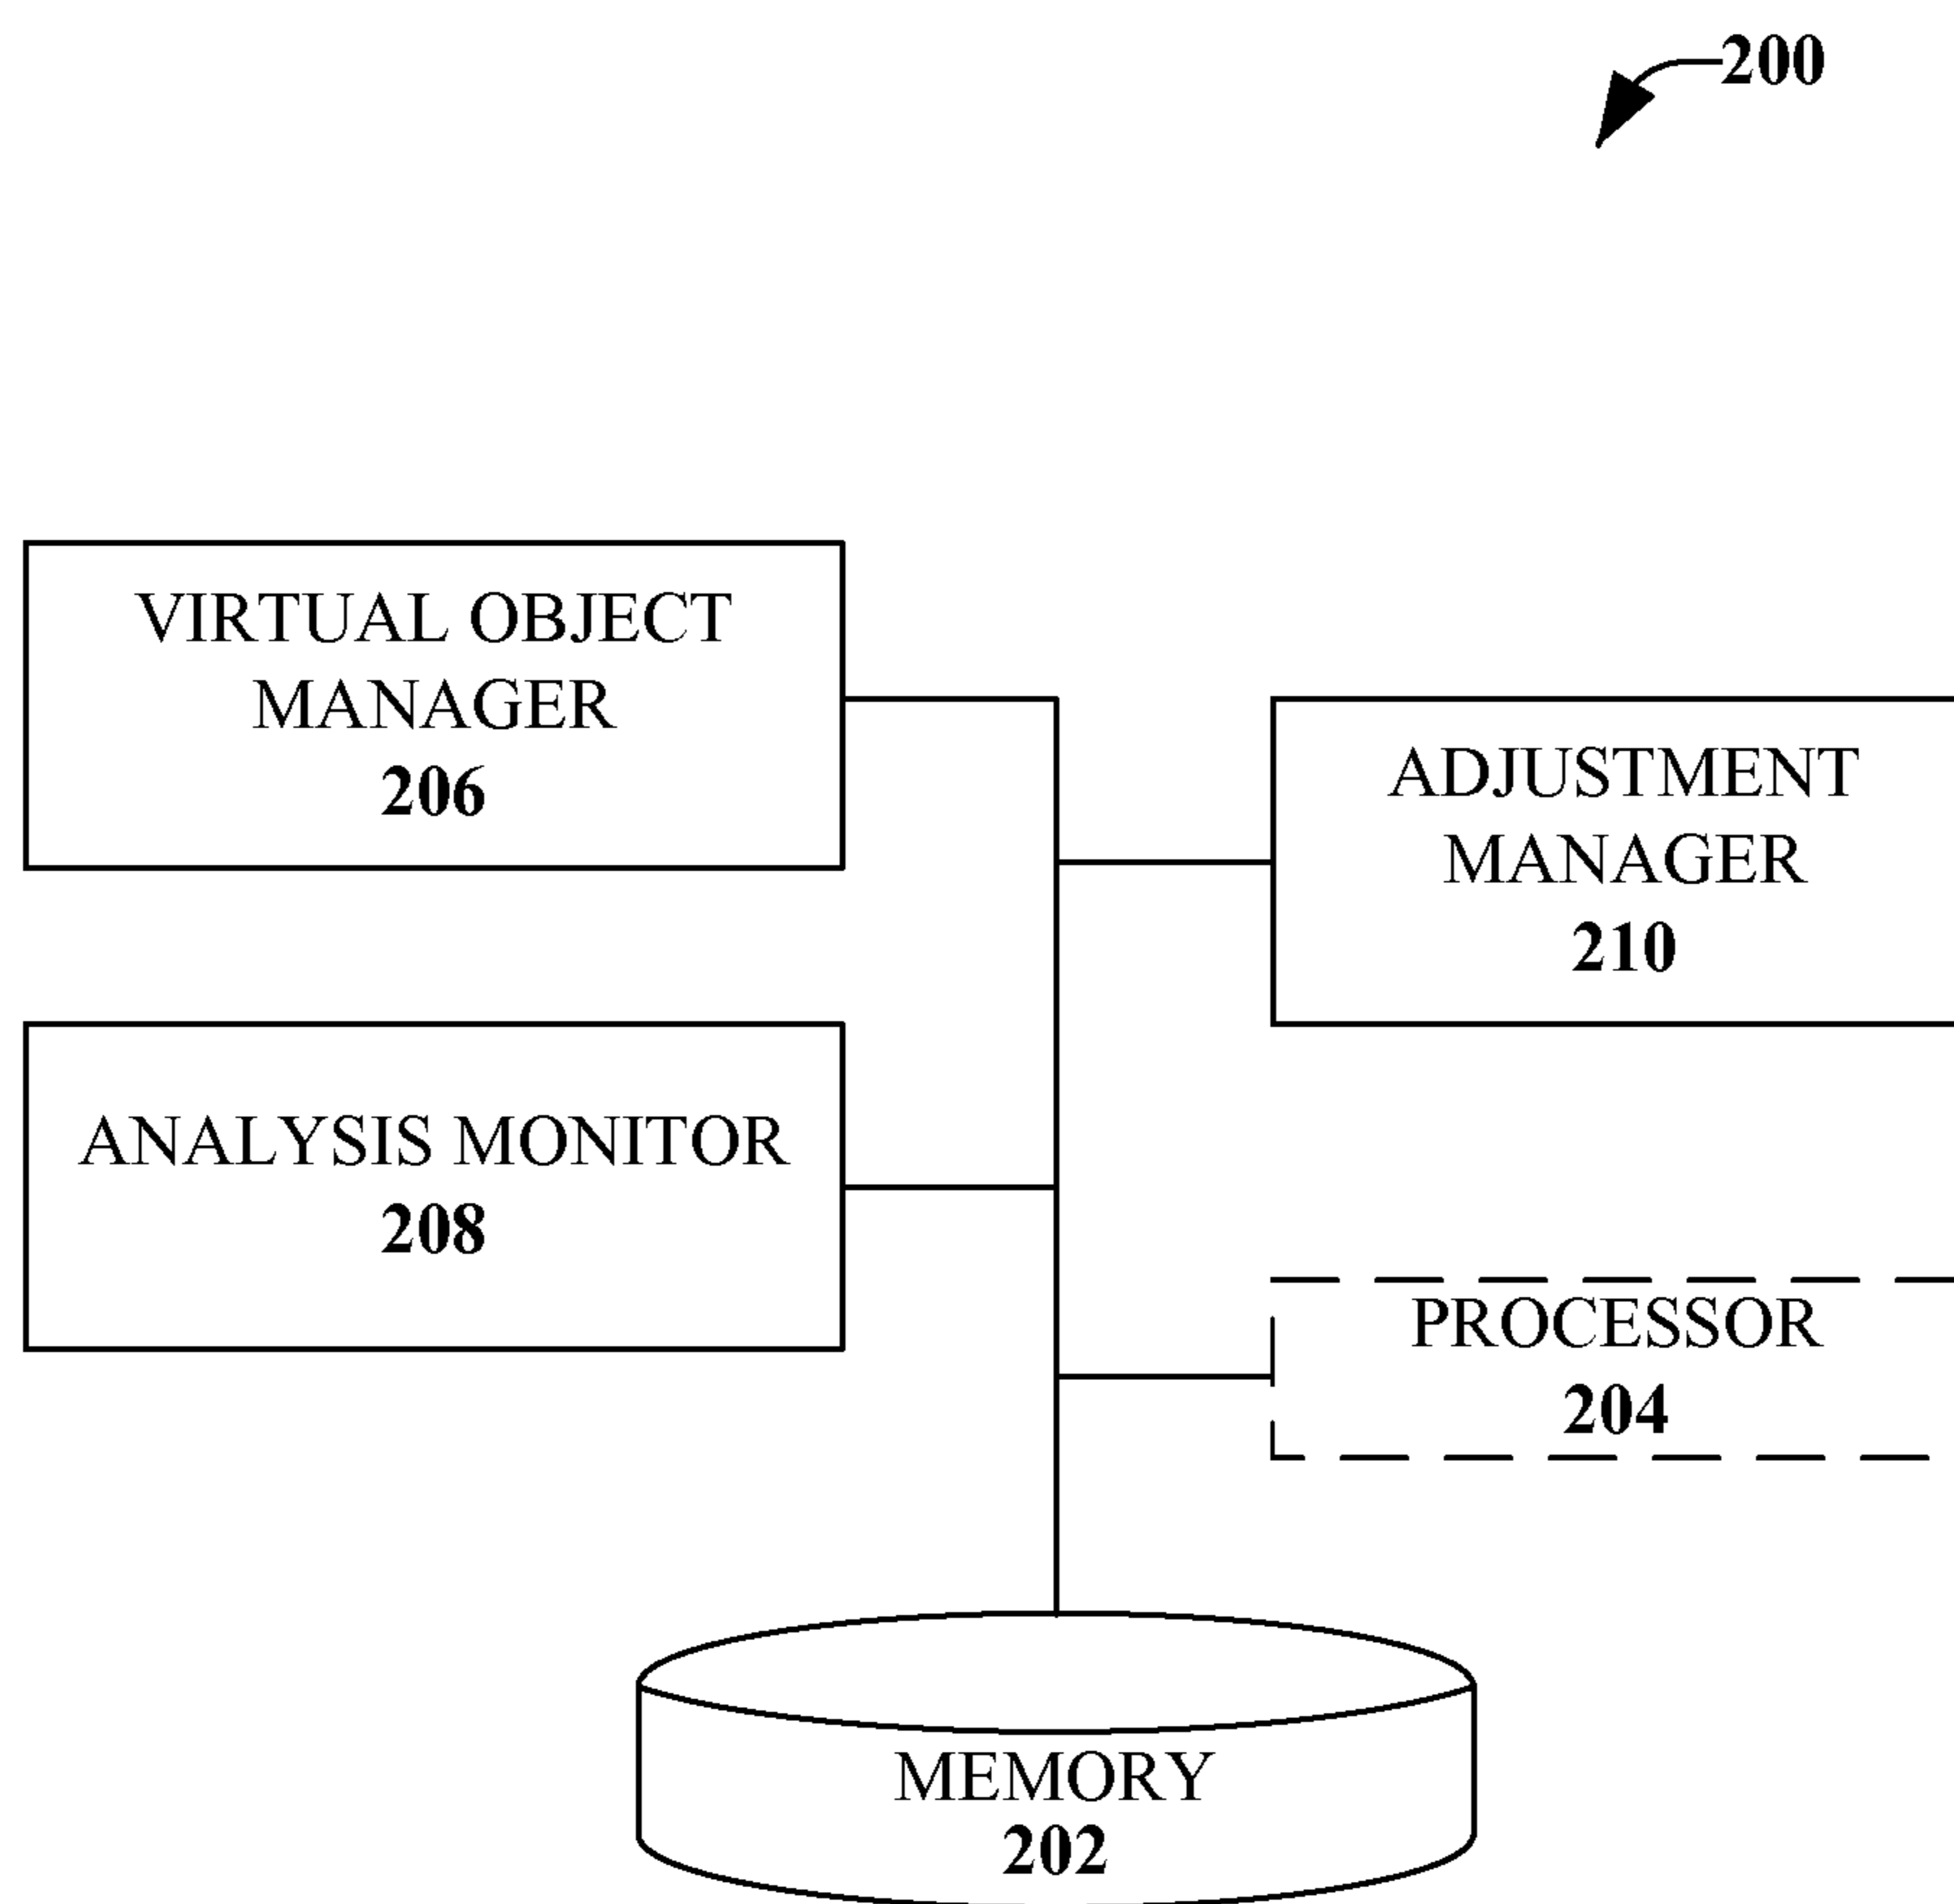 200
VIRTUAL OBJECT
MANAGER
206
ADJUSTMENT
MANAGER
210
ANALYSIS MONITOR
208
PROCESSOR
204
MEMORY
202